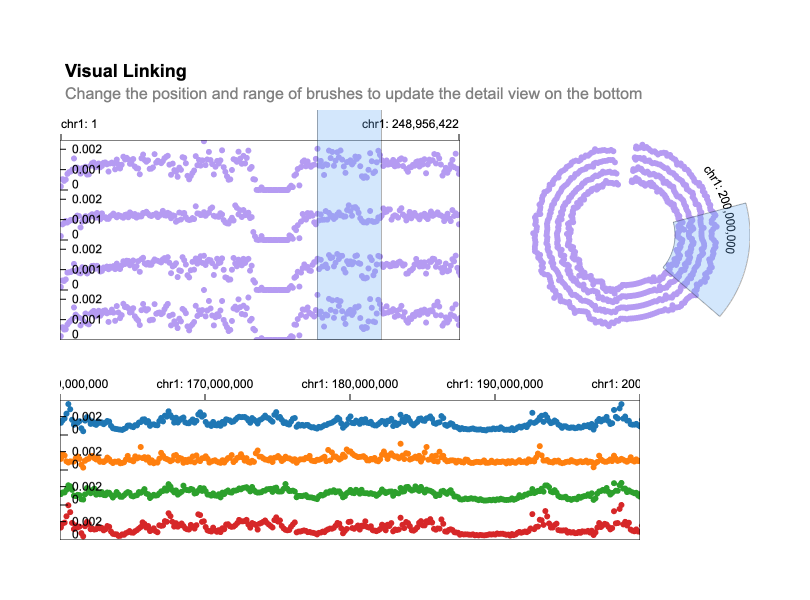 Visual Linking
Change the position and range of brushes to update the detail view on the bottom
chr1: 1
chr1: 248,956,422
0.002
0.001
0
0.002
0.001
0
0.002
0.001
0
0.002
0.001
0
chr1: 200,000,000
0,000,000
chr1: 170,000,000
chr1: 180,000,000
chr1: 190,000,000
chr1: 200
0.002
0
0.002
0
0.002
0
0.002
0